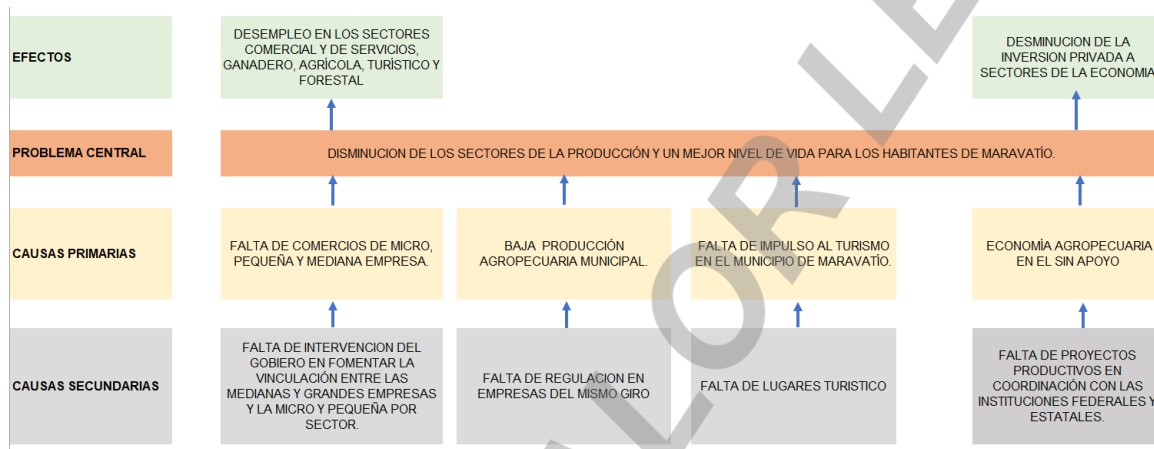 EFECTOS
DESEMPLEO EN LOS SECTORES
COMERCIAL Y DE SERVICIOS,
GANADERO, AGRÍCOLA, TURÍSTICO Y
FORESTAL
DESMINUCION DE LA
INVERSION PRIVADA A
SECTORES DE LA ECONOMIA
PROBLEMA CENTRAL
DISMINUCION DE LOS SECTORES DE LA PRODUCCIÓN Y UN MEJOR NIVEL DE VIDA PARA LOS HABITANTES DE MARAVATÍO.
CAUSAS PRIMARIAS
FALTA DE COMERCIOS DE MICRO,
PEQUEÑA Y MEDIANA EMPRESA.
BAJA PRODUCCIÓN
AGROPECUARIA MUNICIPAL.
FALTA DE IMPULSO AL TURISMO
EN EL MUNICIPIO DE MARAVATÍO.
ECONOMÌA AGROPECUARIA
EN EL SIN APOYO
CAUSAS SECUNDARIAS
FALTA DE INTERVENCION DEL
GOBIERO EN FOMENTAR LA
VINCULACIÓN ENTRE LAS
MEDIANAS Y GRANDES EMPRESAS
Y LA MICRO Y PEQUEÑA POR
SECTOR.
FALTA DE REGULACION EN
EMPRESAS DEL MISMO GIRO
FALTA DE LUGARES TURISTICO
FALTA DE PROYECTOS
PRODUCTIVOS EN
COORDINACIÓN CON LAS
INSTITUCIONES FEDERALES Y
ESTATALES.
ALOR LE